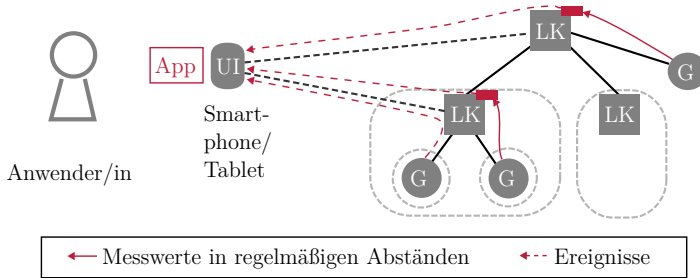 LK
App
UI
G
LK
LK
Smart-
phone/
Tablet
Anwender/in
G
G
Messwerte in regelmäßigen Abständen
Ereignisse